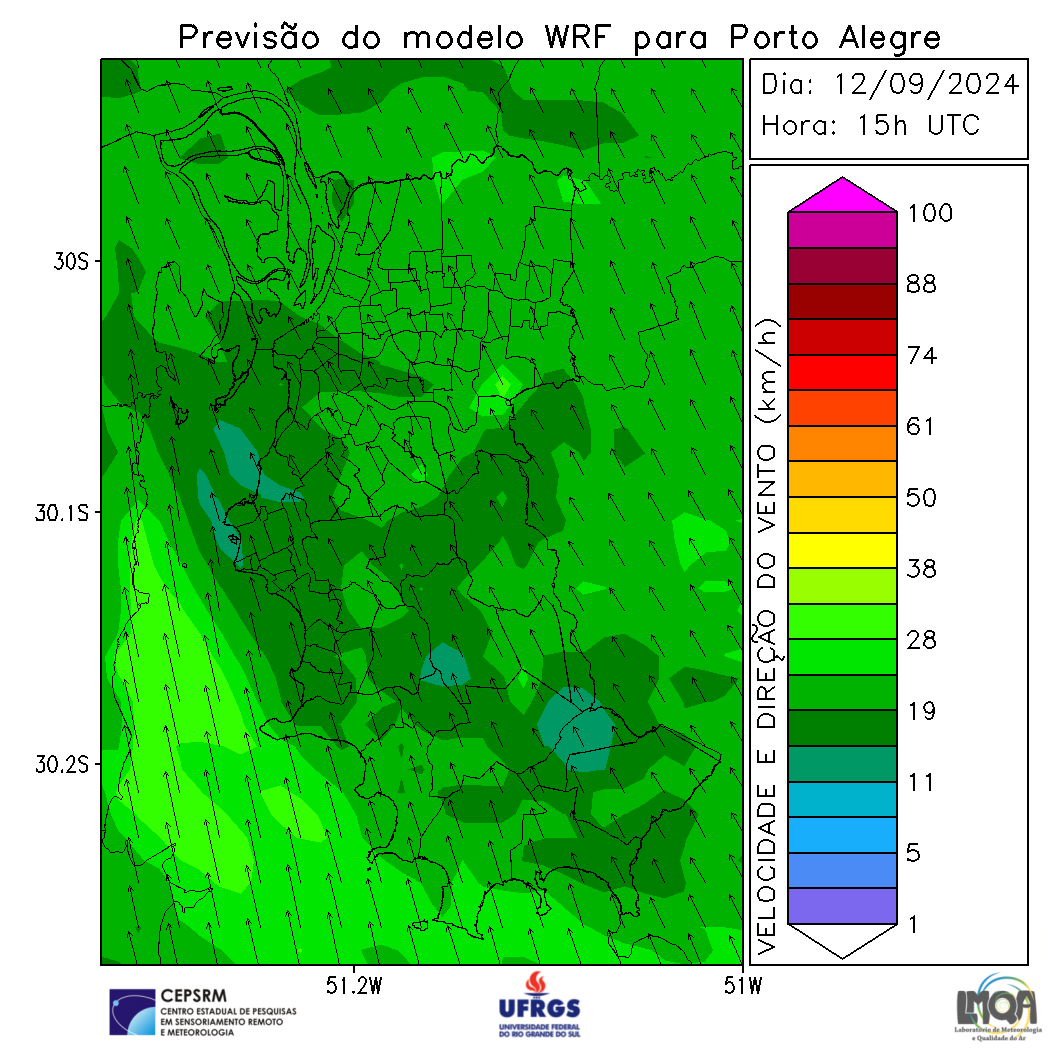 Previsão do modelo WRF para Porto Alegre
Dia: 12/09/2024
Hora: 15h UTC
30S
30.1S
30.2S
51.2W
51W
VELOCIDADE E DIREÇÃO DO VENTO (km/h)
100
88
74
61
50
38
28
19
11
5
1
CEPSRM
CENTRO ESTADUAL DE PESQUISAS
EM SENSORIAMENTO REMOTO
E METEOROLOGIA
UFRGS
UNIVERSIDADE FEDERAL
DO RIO GRANDE DO SUL
LMQA
Laboratório de Meteorologia
e Qualidade do Ar